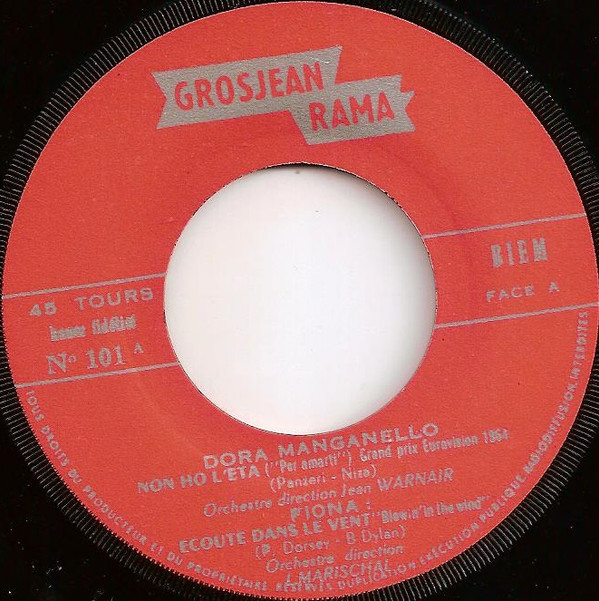 GROSJEAN
RAMA
BIEM
FACE A
45 TOURS
haute fidélité
N° 101 A
DORA MANGANELLO
NON HO L'ETA ("Per amarti") Grand prix Eurovision 1964
(Panzeri - Niza)
Orchestre direction Jean WARNAIR
FIONA :
ECOUTE DANS LE VENT "Blowin' in the wind"
(P. Dorsey - B Dylan)
Orchestre direction
J. MARISCHAL
TOUS DROITS DU PRODUCTEUR ET DU PROPRIÉTAIRE RÉSERVÉS DUPLICATION, EXÉCUTION PUBLIQUE, RADIODIFFUSION, INTERDITES